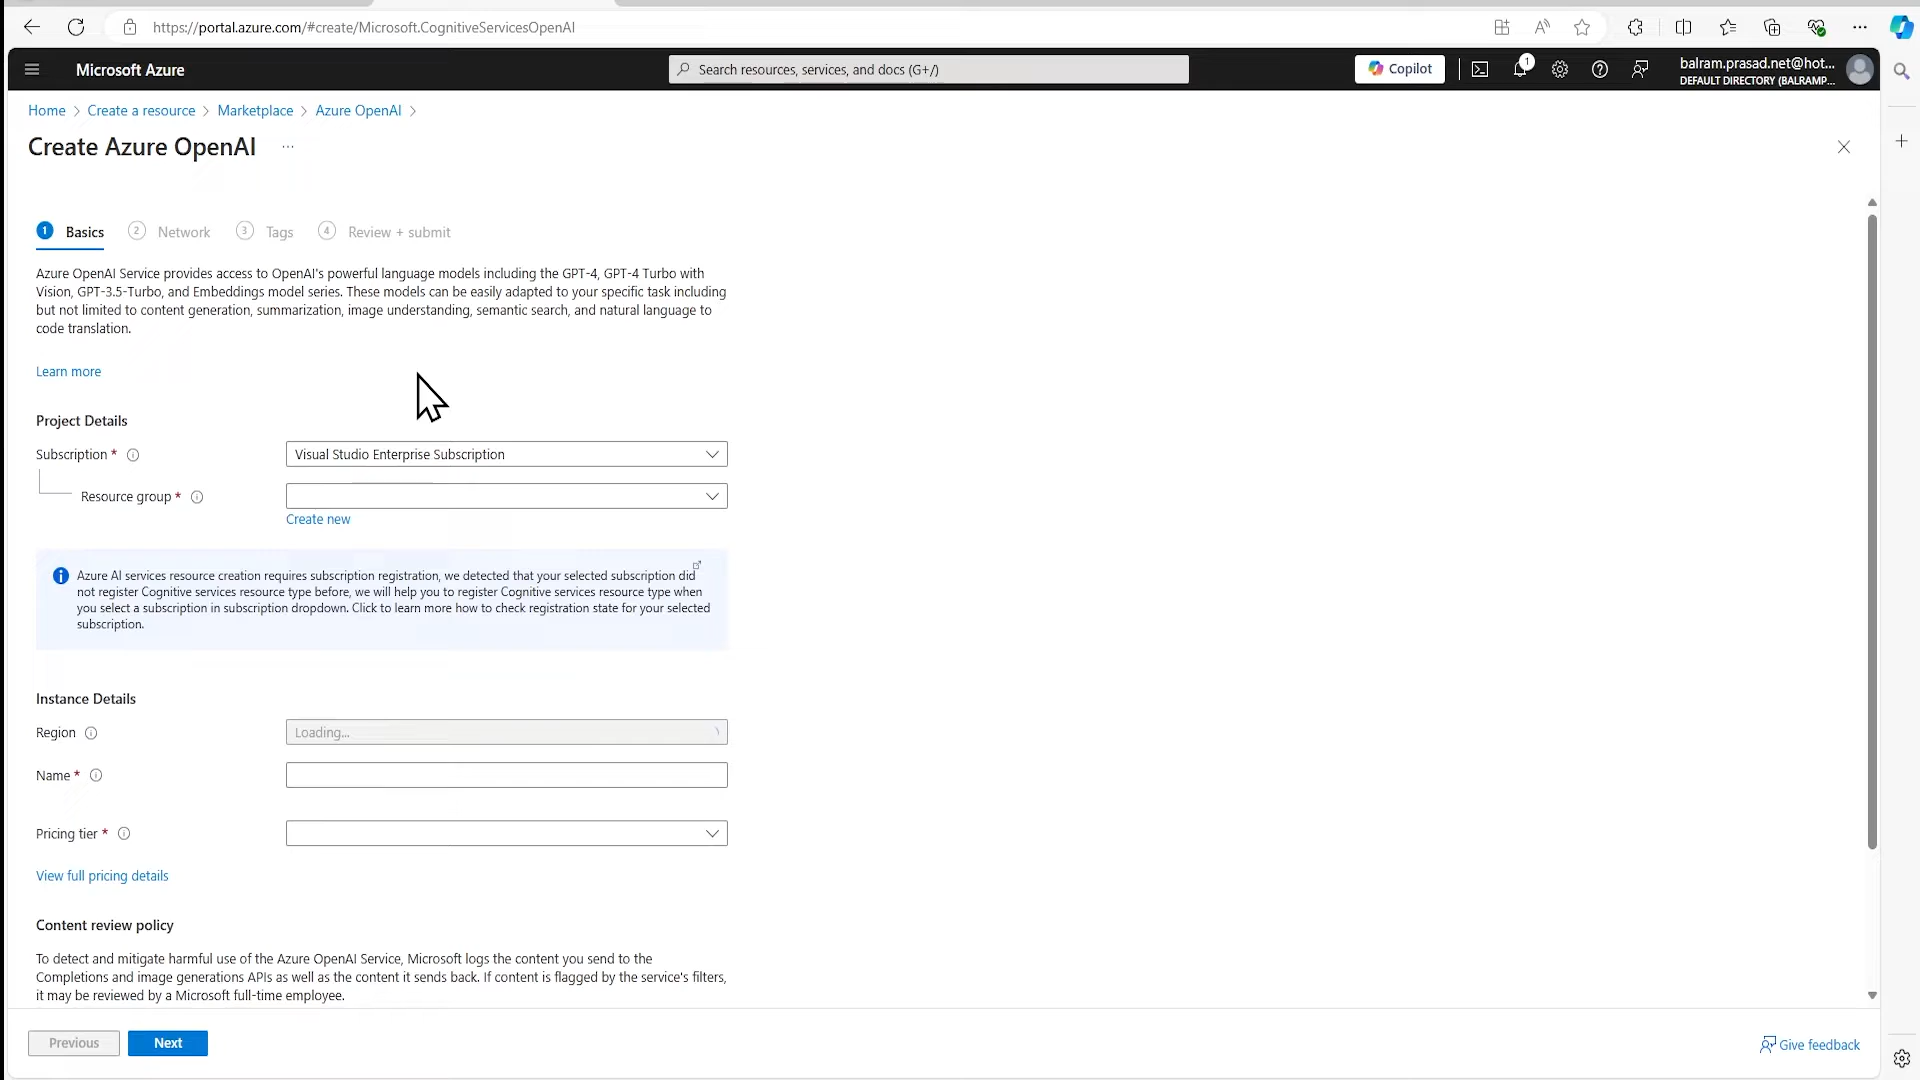 https://portal.azure.com/#create/Microsoft.CognitiveServicesOpenAI
Microsoft Azure
Search resources, services, and docs (G+/)
Copilot
1
balram.prasad.net@hot...
DEFAULT DIRECTORY (BALRAMP...
Home > Create a resource > Marketplace > Azure OpenAI >
Create Azure OpenAI ...
1 Basics 2 Network 3 Tags 4 Review + submit
Azure OpenAI Service provides access to OpenAI's powerful language models including the GPT-4, GPT-4 Turbo with
Vision, GPT-3.5-Turbo, and Embeddings model series. These models can be easily adapted to your specific task including
but not limited to content generation, summarization, image understanding, semantic search, and natural language to
code translation.
Learn more
Project Details
Subscription * Visual Studio Enterprise Subscription
Resource group *
Create new
Azure AI services resource creation requires subscription registration, we detected that your selected subscription did
not register Cognitive services resource type before, we will help you to register Cognitive services resource type when
you select a subscription in subscription dropdown. Click to learn more how to check registration state for your selected
subscription.
Instance Details
Region Loading...
Name *
Pricing tier *
View full pricing details
Content review policy
To detect and mitigate harmful use of the Azure OpenAI Service, Microsoft logs the content you send to the
Completions and image generations APIs as well as the content it sends back. If content is flagged by the service's filters,
it may be reviewed by a Microsoft full-time employee.
Previous Next
Give feedback